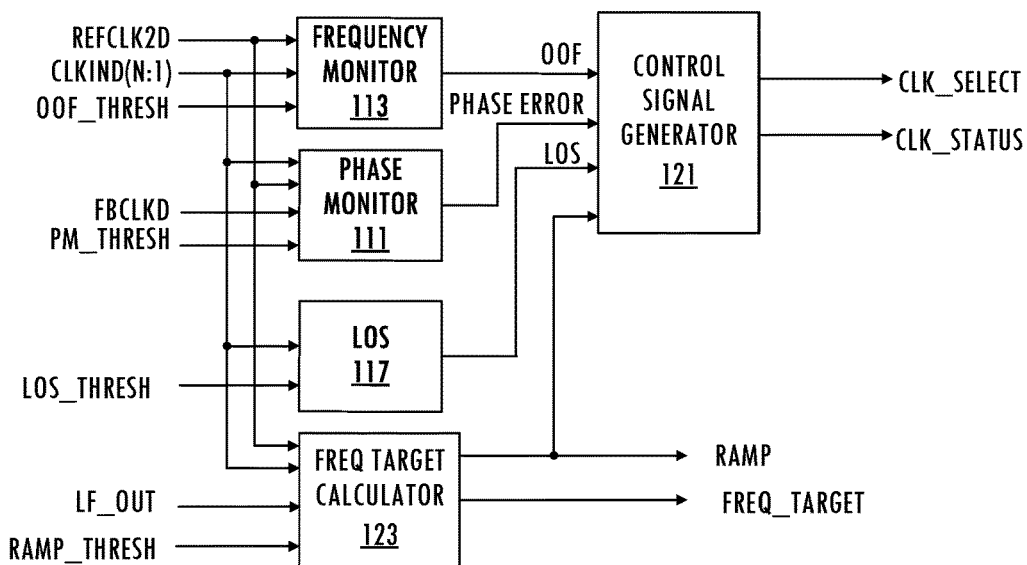 REFCLK2D
CLKIND(N:1)
OOF_THRESH
FREQUENCY
MONITOR
113
OOF
PHASE ERROR
LOS
CONTROL
SIGNAL
GENERATOR
121
CLK_SELECT
CLK_STATUS
FBCLKD
PM_THRESH
PHASE
MONITOR
111
LOS_THRESH
LOS
117
LF_OUT
RAMP_THRESH
FREQ TARGET
CALCULATOR
123
RAMP
FREQ_TARGET